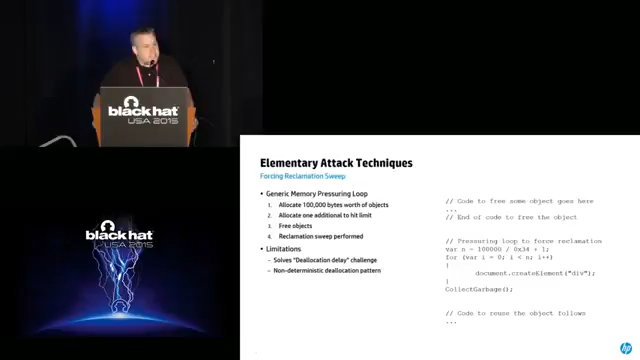 black hat
USA 2015
black hat
USA 2015
Elementary Attack Techniques
Forcing Reclamation Sweep
• Generic Memory Pressuring Loop
1. Allocate 100,000 bytes worth of objects
2. Allocate one additional to hit limit
3. Free objects
4. Reclamation sweep performed
• Limitations
– Solves "Deallocation delay" challenge
– Non-deterministic deallocation pattern
// Code to free some object goes here
...
// End of code to free the object
// Pressuring loop to force reclamation
var n = 100000 / 0x34 + 1;
for (var i = 0; i < n; i++)
{
document.createElement("div");
}
CollectGarbage();
// Code to reuse the object follows
...
hp